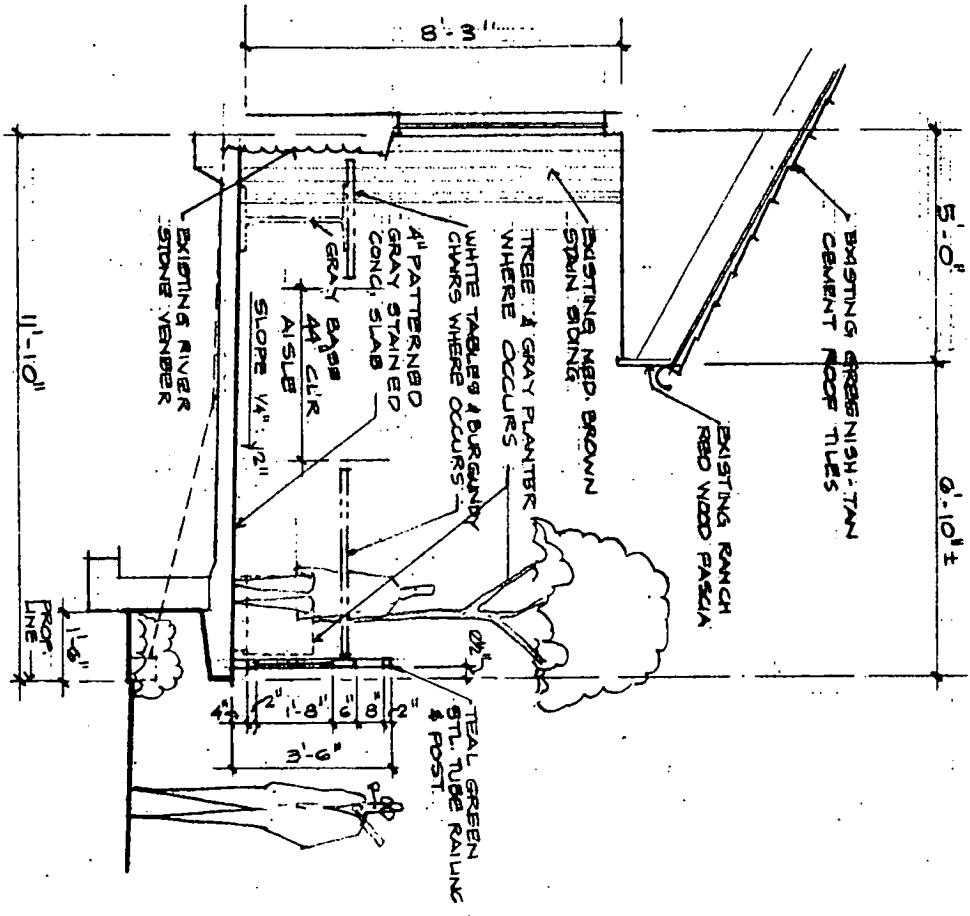 8'-3"
5'-0"
6'-10"±
11'-10"
EXISTING GREENISH-TAN
CEMENT ROOF TILES
EXISTING RANCH
RED WOOD FASCIA
EXISTING MED. BROWN
STAIN SIDING
TREE & GRAY PLANTER
WHERE OCCURS
WHITE TABLES & BURGUNDY
CHAIRS WHERE OCCURS
4" PATTERNED
GRAY STAINED
CONC. SLAB
GRAY BASE
44" CL'R
AISLE
SLOPE 1/4" 12"
EXISTING RIVER
STONE VENEER
PROP.
LINE
1'-6"
TEAL GREEN
STL. TUBE RAILING
& POST
4"
2"
1'-8"
6"
8"
2"
3'-6"